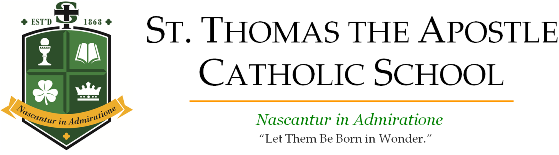 EST'D 1868
Nascantur in Admiratione
ST. THOMAS THE APOSTLE
CATHOLIC SCHOOL
Nascantur in Admiratione
“Let Them Be Born in Wonder.”